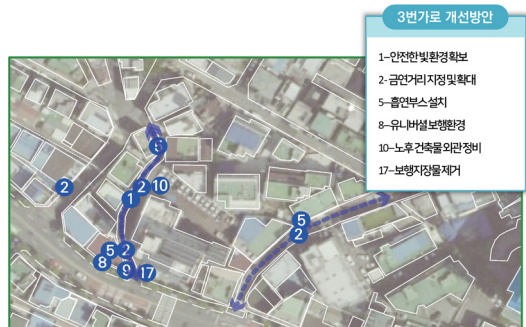 3번가로 개선방안
1-안전한 빛 환경 확보
2-금연거리 지정 및 확대
5-흡연부스 설치
8-유니버설 보행환경
10-노후 건축물 외관 정비
17-보행지장물 제거
5
2
2 10
1
5
2
5 2
8
9 17